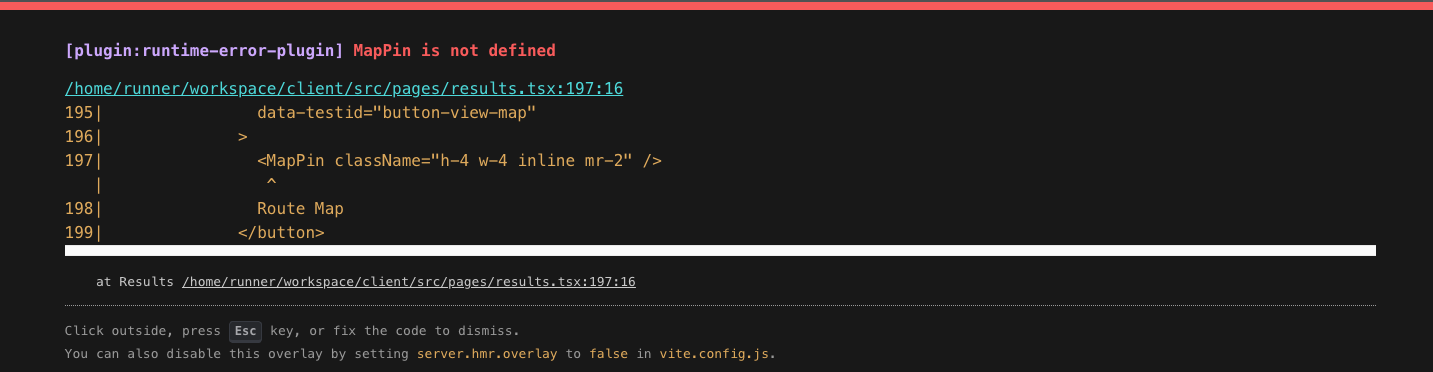 [plugin:runtime-error-plugin] MapPin is not defined
/home/runner/workspace/client/src/pages/results.tsx:197:16
195|                data-testid="button-view-map"
196|              >
197|                <MapPin className="h-4 w-4 inline mr-2" />
   |                 ^
198|                Route Map
199|              </button>
at Results /home/runner/workspace/client/src/pages/results.tsx:197:16
Click outside, press Esc key, or fix the code to dismiss.
You can also disable this overlay by setting server.hmr.overlay to false in vite.config.js.